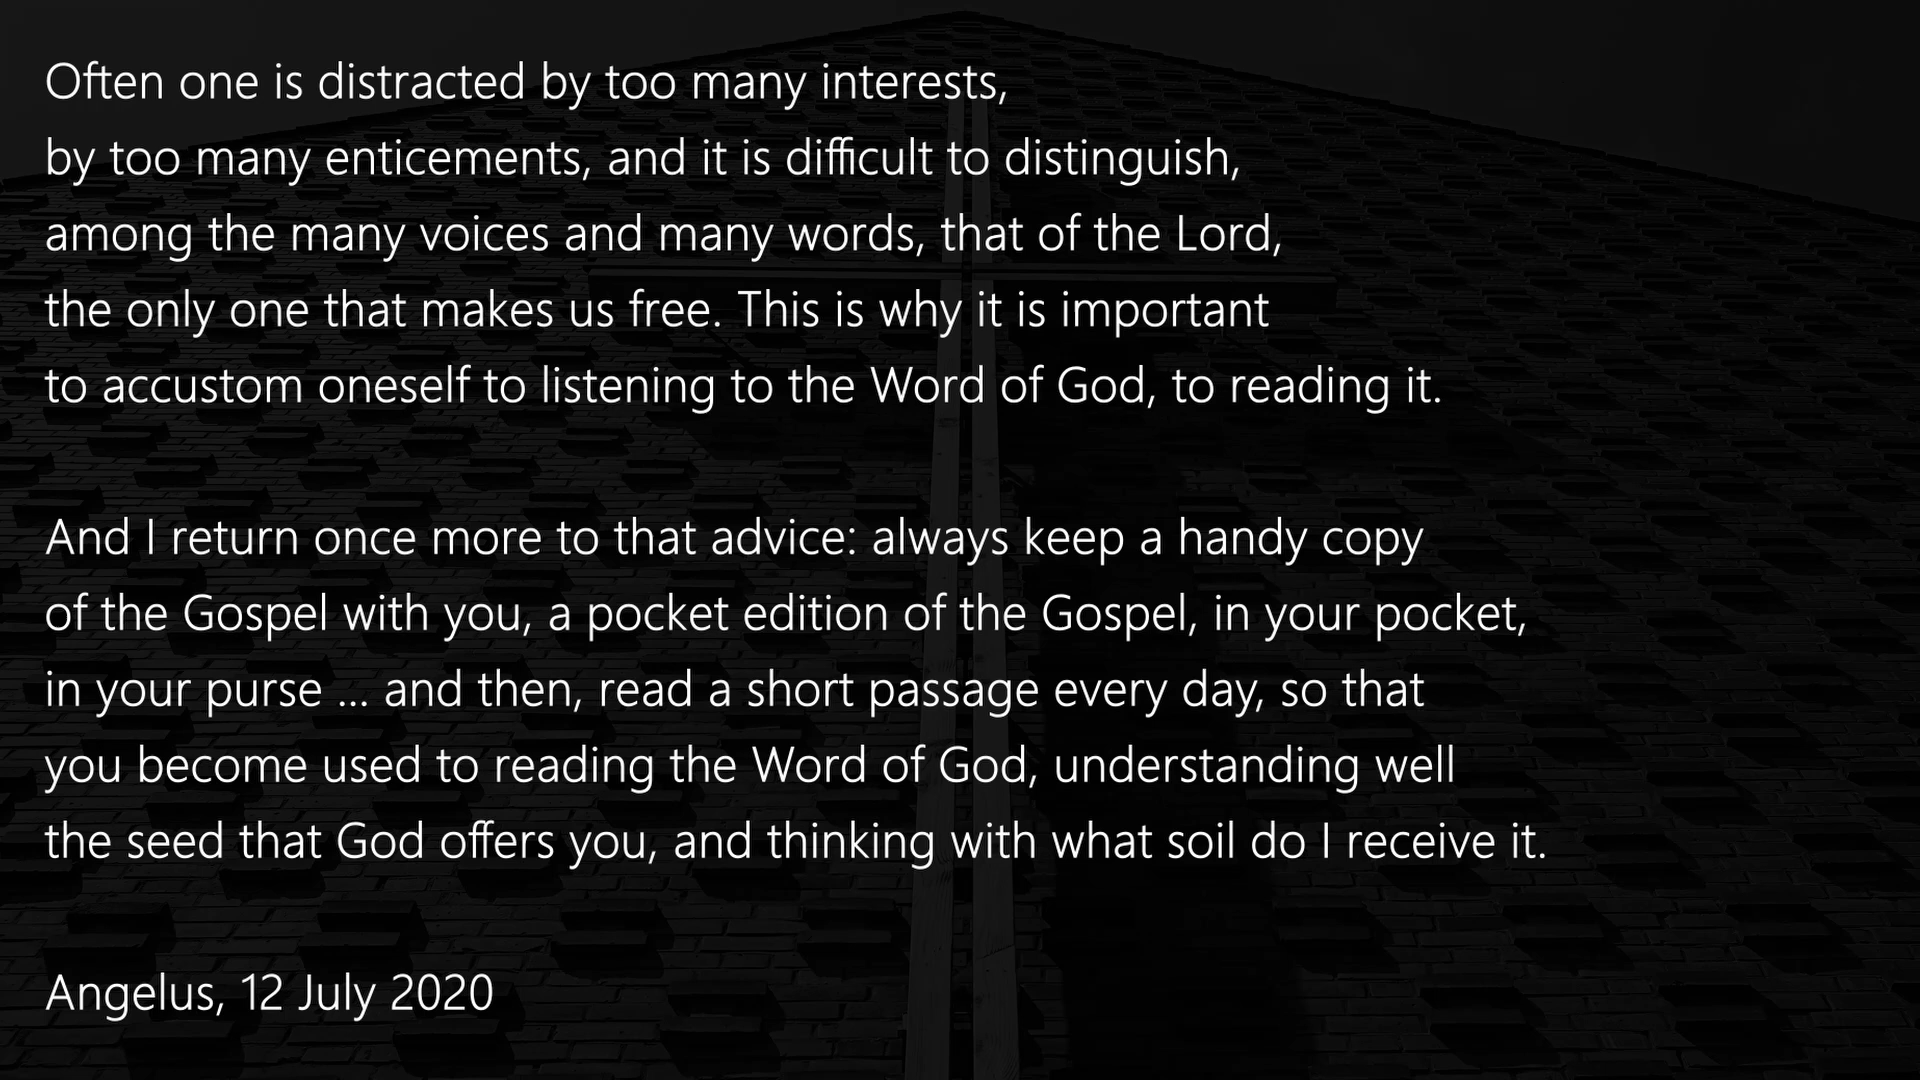 Often one is distracted by too many interests,
by too many enticements, and it is difficult to distinguish,
among the many voices and many words, that of the Lord,
the only one that makes us free. This is why it is important
to accustom oneself to listening to the Word of God, to reading it.
And I return once more to that advice: always keep a handy copy
of the Gospel with you, a pocket edition of the Gospel, in your pocket,
in your purse ... and then, read a short passage every day, so that
you become used to reading the Word of God, understanding well
the seed that God offers you, and thinking with what soil do I receive it.
Angelus, 12 July 2020